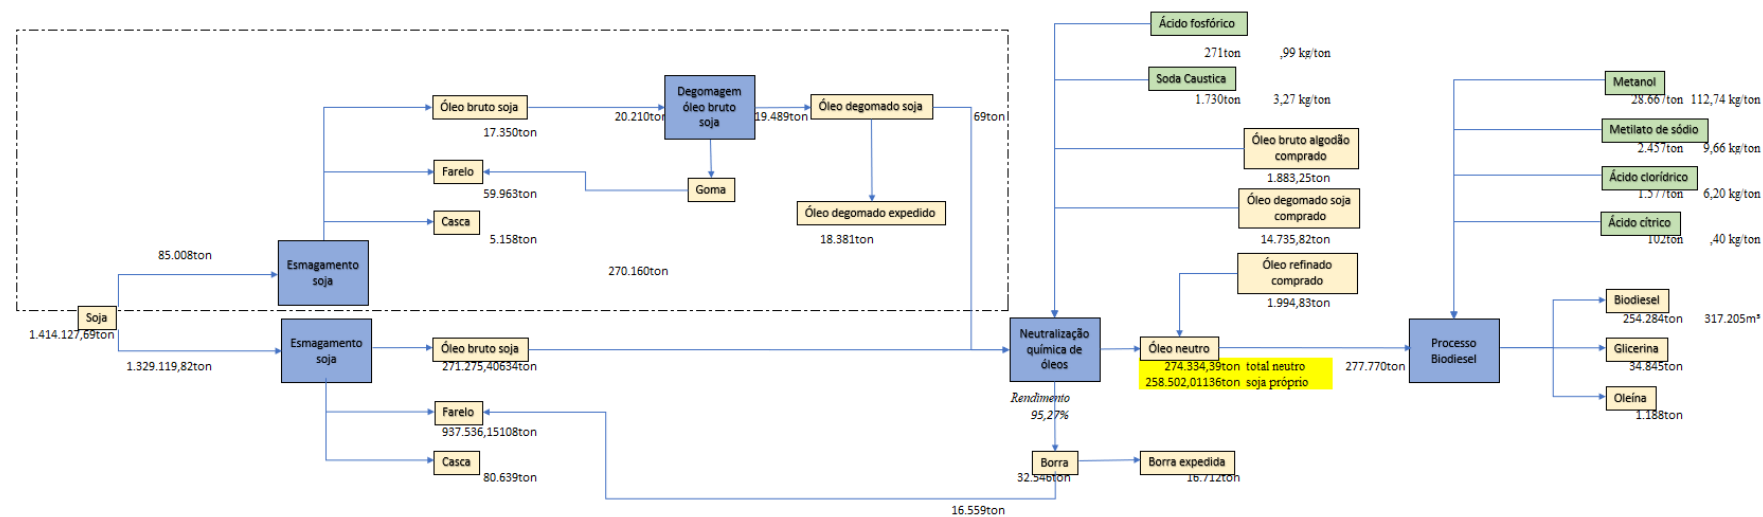 Ácido fosfórico
271ton ,99 kg/ton
Soda Caustica
1.730ton 3,27 kg/ton
Metanol
28.667ton 112,74 kg/ton
Metilato de sódio
2.457ton 9,66 kg/ton
Ácido clorídrico
1.577ton 6,20 kg/ton
Ácido cítrico
102ton ,40 kg/ton
Óleo bruto soja
17.350ton
20.210ton
Degomagem
óleo bruto
soja
19.489ton
Óleo degomado soja
69ton
Óleo bruto algodão
comprado
1.883,25ton
Farelo
59.963ton
Goma
Óleo degomado expedido
18.381ton
Óleo degomado soja
comprado
14.735,82ton
Casca
5.158ton
85.008ton
Esmagamento
soja
270.160ton
Óleo refinado
comprado
1.994,83ton
Soja
1.414.127,69ton
1.329.119,82ton
Esmagamento
soja
Óleo bruto soja
271.275,40634ton
Neutralização
química de
óleos
Rendimento
95,27%
Óleo neutro
274.334,39ton total neutro
258.502,01136ton soja próprio
277.770ton
Processo
Biodiesel
Biodiesel
254.284ton 317.205m³
Glicerina
34.845ton
Oleína
1.188ton
Farelo
937.536,15108ton
Casca
80.639ton
Borra
32.546ton
Borra expedida
16.712ton
16.559ton